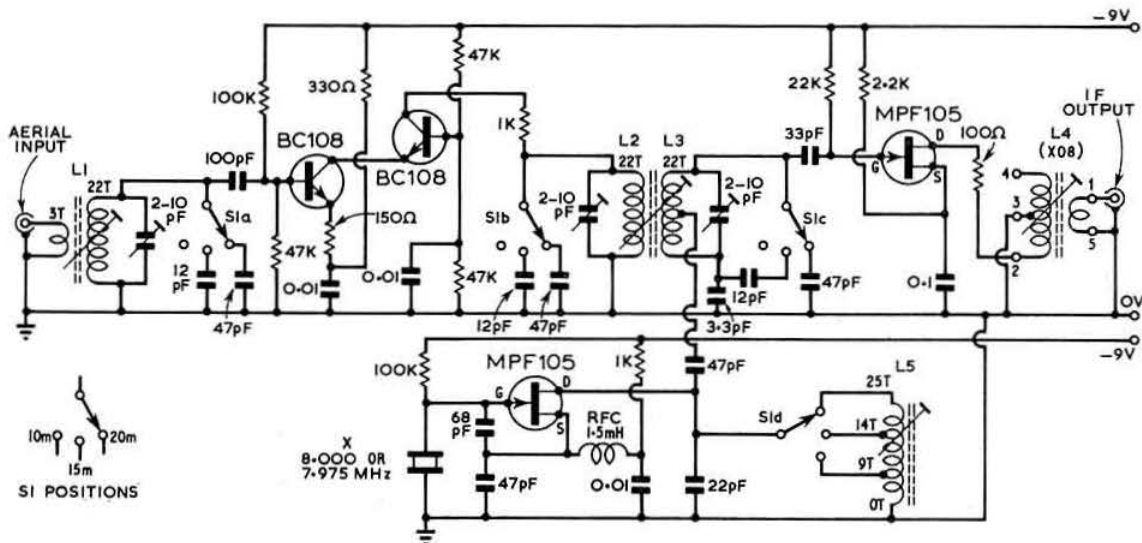 -9V
47K
100K
330Ω
22K
2·2K
1K
BC108
BC108
MPF105
IF
OUTPUT
AERIAL
INPUT
100pF
33pF
100Ω
D
G
S
L1
22T
3T
2-10
pF
S1a
150Ω
L2
22T
L3
22T
2-10
pF
2-10
pF
S1b
S1c
L4
(X08)
4
3
2
1
5
12
pF
47pF
47K
0·01
0·01
47K
12pF
47pF
12pF
3·3pF
47pF
0·1
0V
-9V
100K
MPF105
G
D
S
1K
47pF
L5
25T
14T
9T
0T
S1d
68
pF
RFC
1·5mH
X
8·000 OR
7·975 MHz
47pF
0·01
22pF
10m
20m
15m
S1 POSITIONS